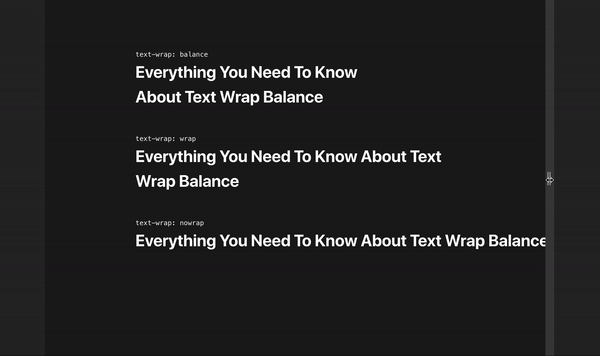 text-wrap: balance
Everything You Need To Know
About Text Wrap Balance
text-wrap: wrap
Everything You Need To Know About Text
Wrap Balance
text-wrap: nowrap
Everything You Need To Know About Text Wrap Balance